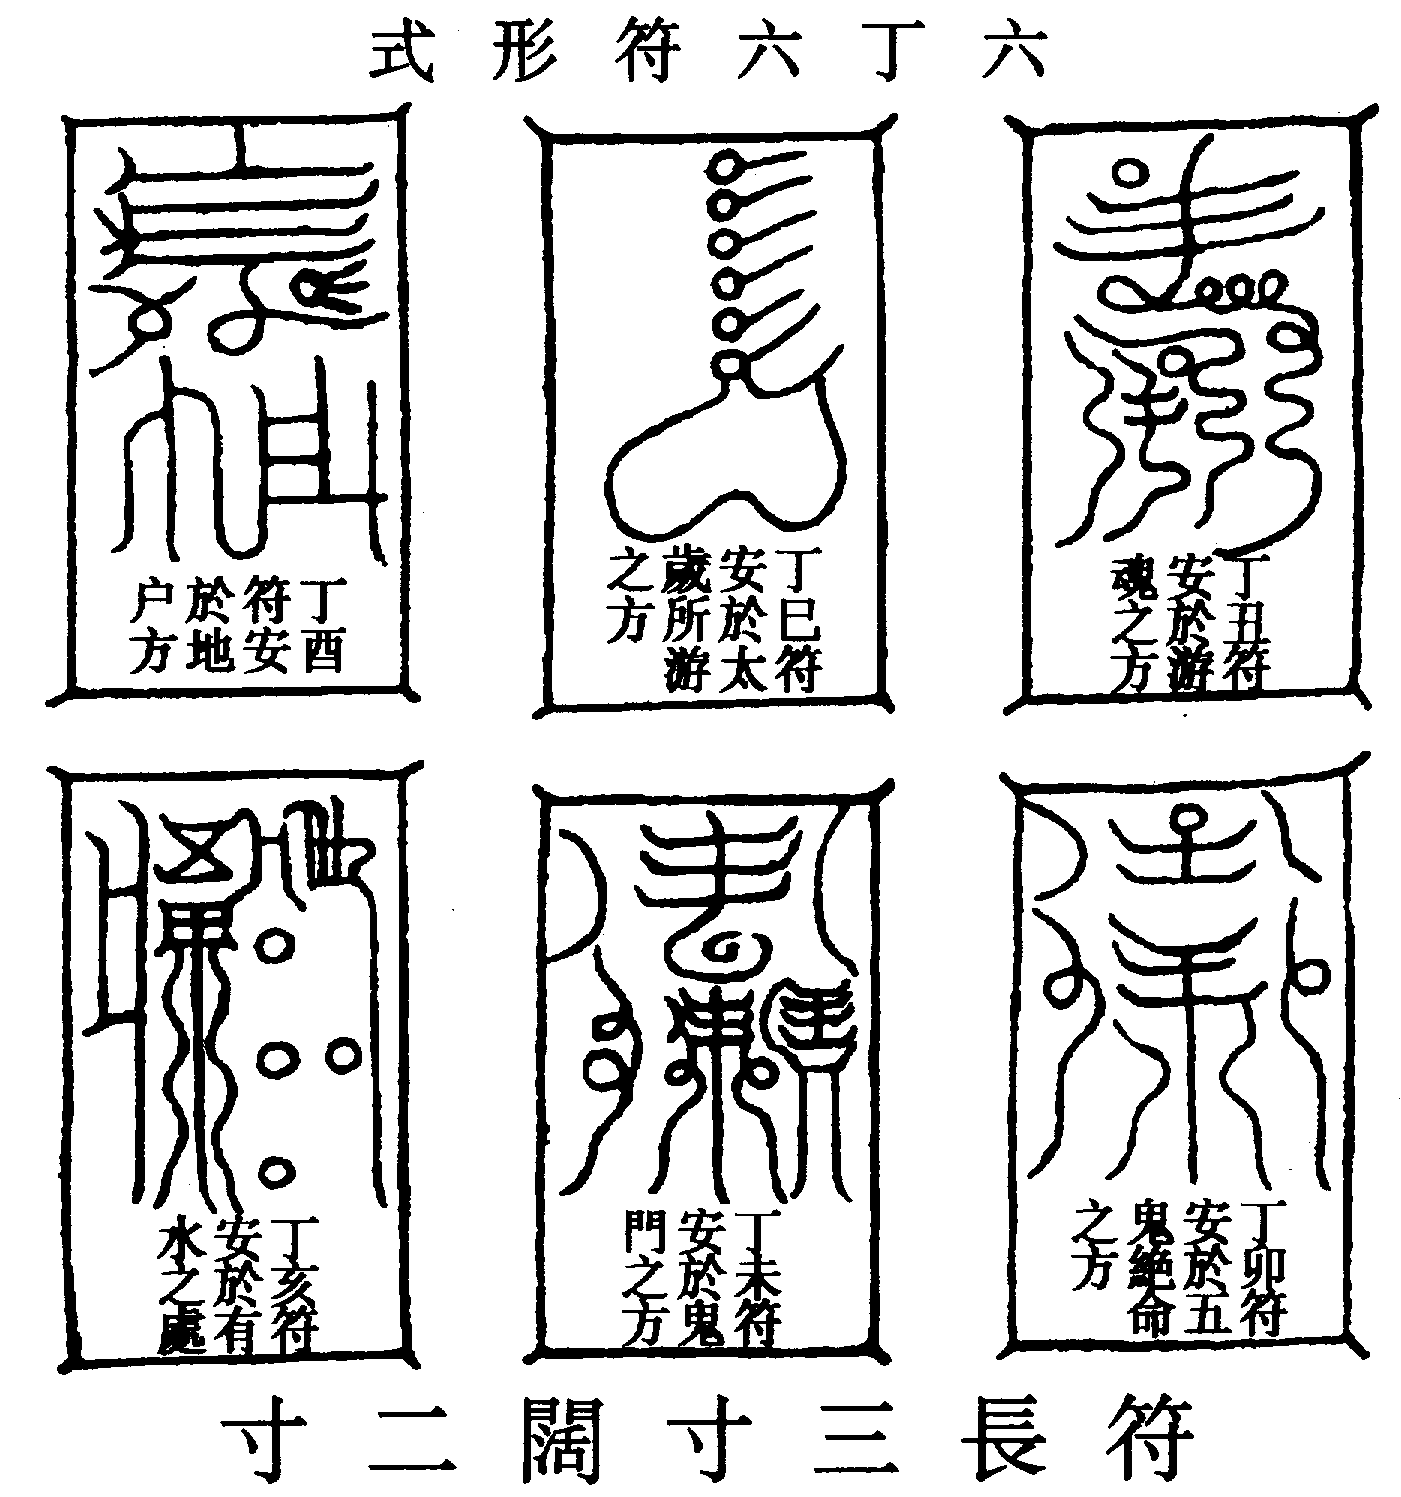 六丁六符形式
丁丑符
安於游
魂之方
丁巳符
安於太
歲所游
之方
丁酉
符安
於地
户方
丁卯符
安於五
鬼絕命
之方
丁未符
安於鬼
門之方
丁亥符
安於有
水之處
符長三寸闊二寸